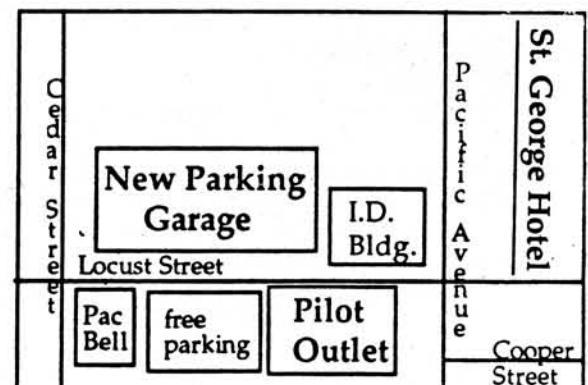 Cedar Street
New Parking
Garage
I.D.
Bldg.
Pacific Avenue
St. George Hotel
Locust Street
Pac
Bell
free
parking
Pilot
Outlet
Cooper
Street